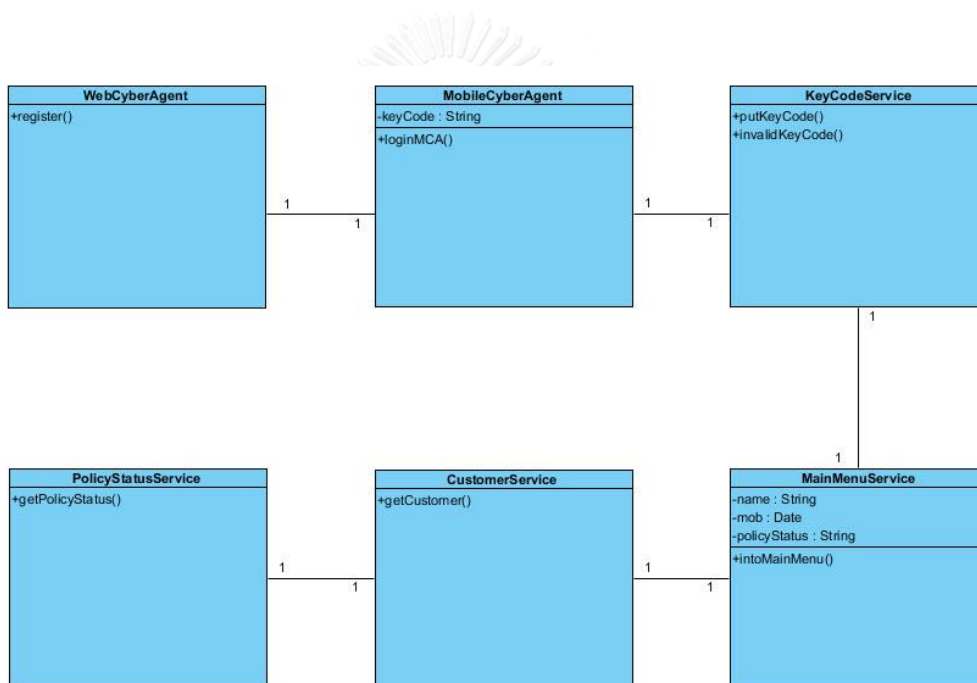 WebCyberAgent
+register()
MobileCyberAgent
-keyCode : String
+loginMCA()
KeyCodeService
+putKeyCode()
+invalidKeyCode()
1
1
1
1
1
1
PolicyStatusService
+getPolicyStatus()
CustomerService
+getCustomer()
MainMenuService
-name : String
-mob : Date
-policyStatus : String
+intoMainMenu()
1
1
1
1